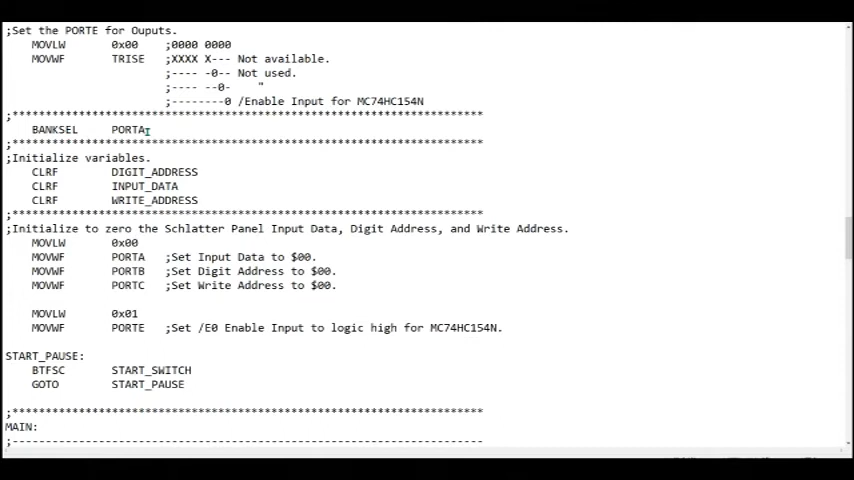 ;Set the PORTE for Ouputs.
MOVLW 0x00 ;0000 0000
MOVWF TRISE ;XXXX X--- Not available.
;---- -0-- Not used.
;---- --0- "
;--------0 /Enable Input for MC74HC154N
;*******************************************************************
BANKSEL PORTA
;*******************************************************************
;Initialize variables.
CLRF DIGIT_ADDRESS
CLRF INPUT_DATA
CLRF WRITE_ADDRESS
;*******************************************************************
;Initialize to zero the Schlatter Panel Input Data, Digit Address, and Write Address.
MOVLW 0x00
MOVWF PORTA ;Set Input Data to $00.
MOVWF PORTB ;Set Digit Address to $00.
MOVWF PORTC ;Set Write Address to $00.
MOVLW 0x01
MOVWF PORTE ;Set /E0 Enable Input to logic high for MC74HC154N.
START_PAUSE:
BTFSC START_SWITCH
GOTO START_PAUSE
;*******************************************************************
MAIN:
;-------------------------------------------------------------------